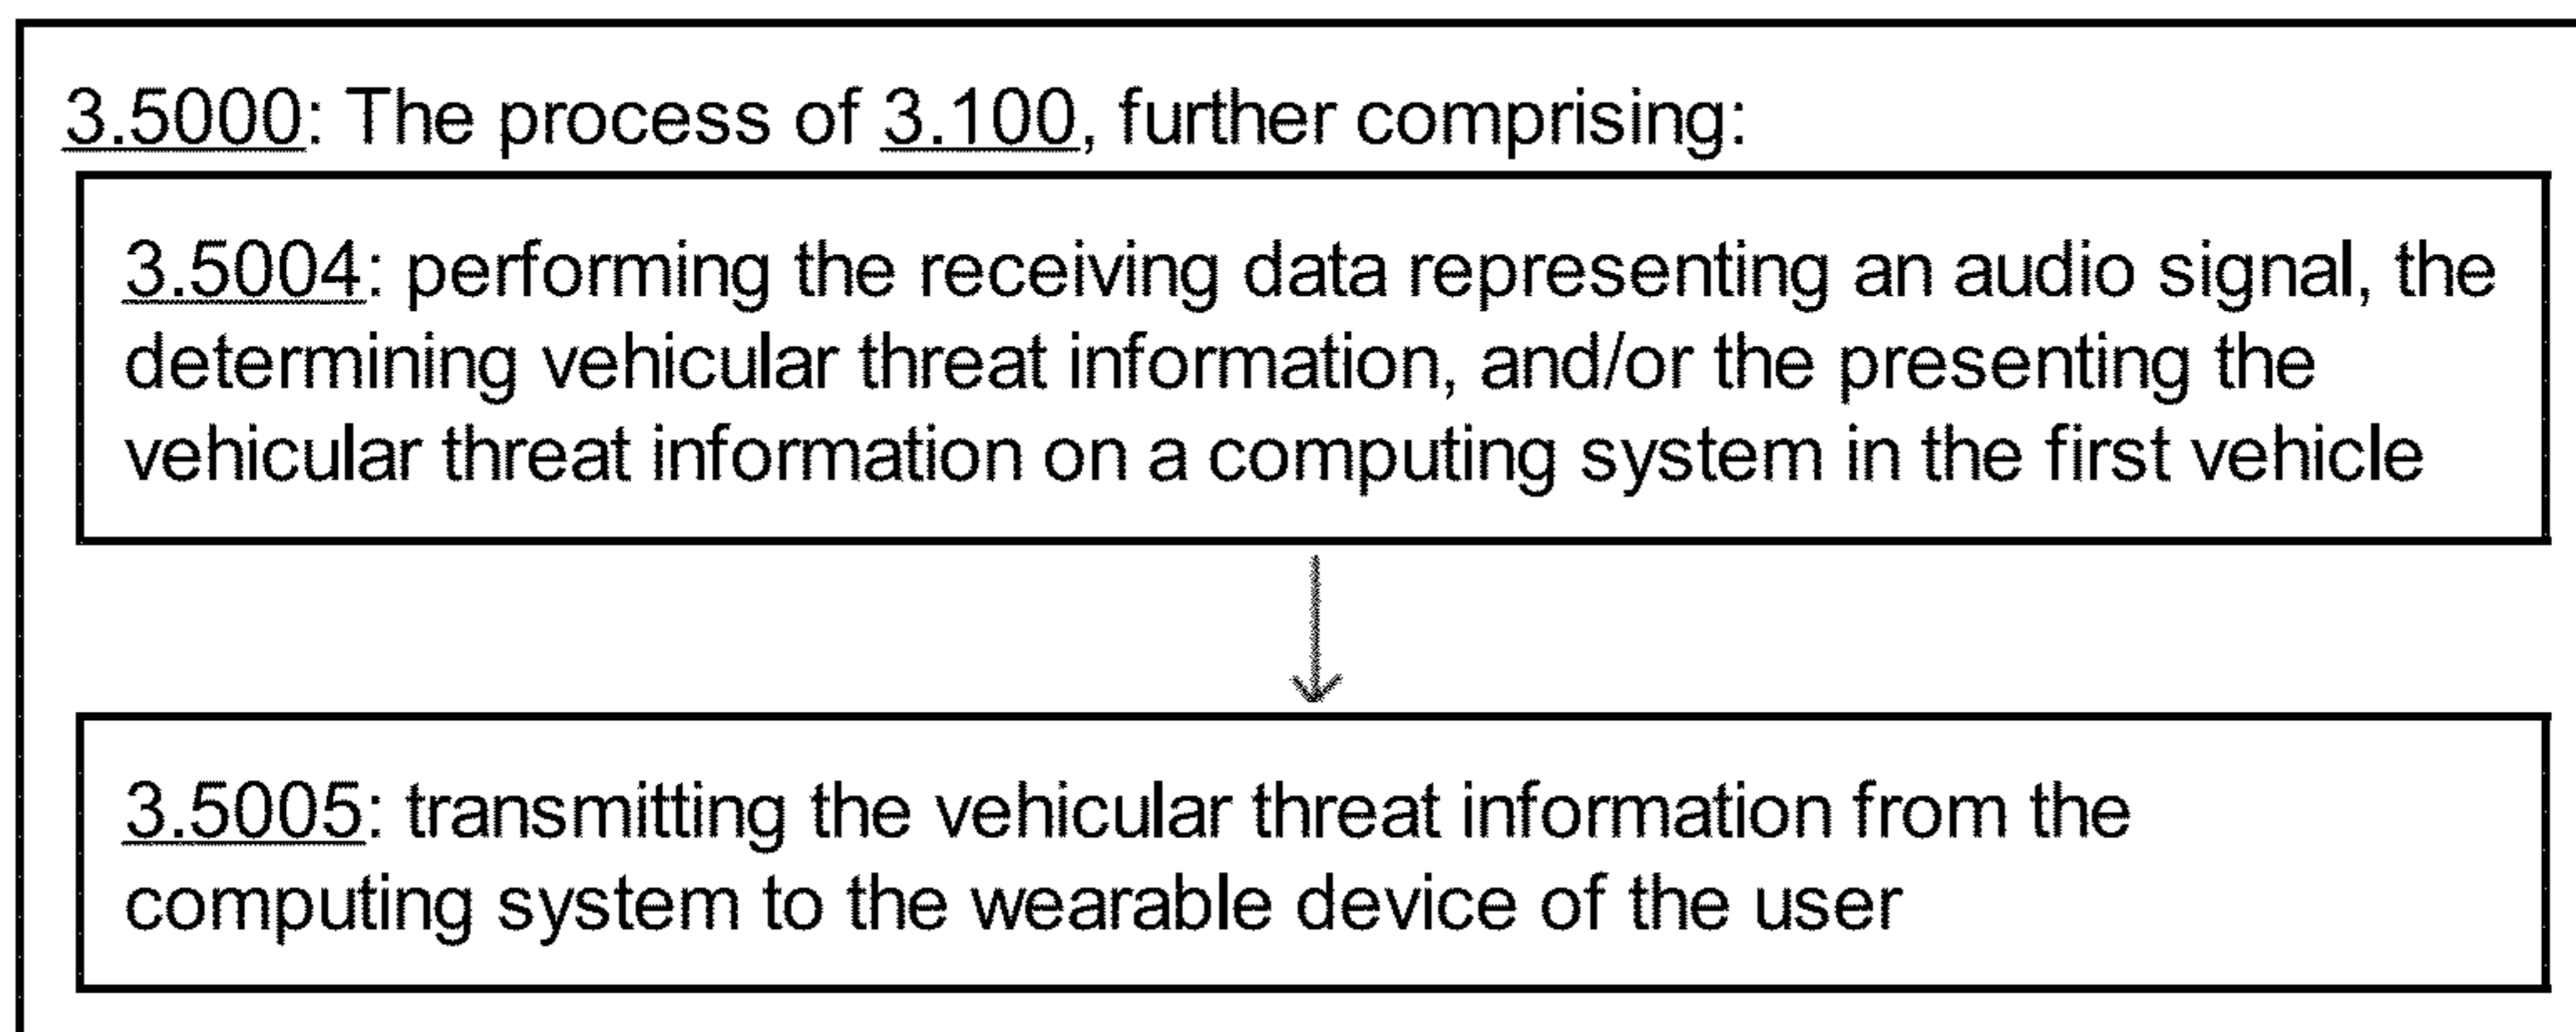 3.5000: The process of 3.100, further comprising:
3.5004: performing the receiving data representing an audio signal, the
determining vehicular threat information, and/or the presenting the
vehicular threat information on a computing system in the first vehicle
3.5005: transmitting the vehicular threat information from the
computing system to the wearable device of the user